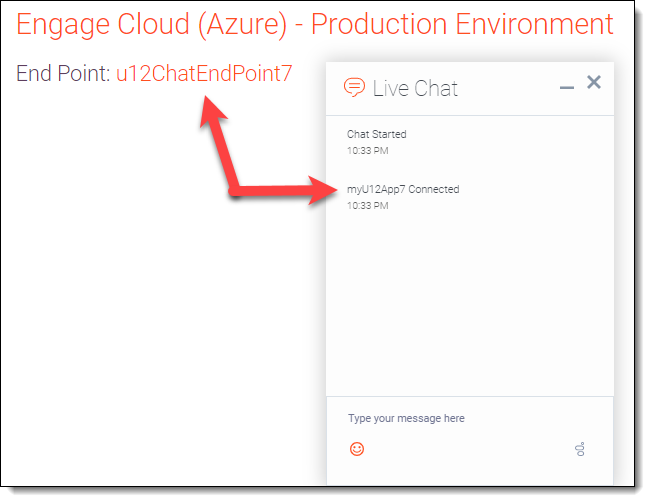 Engage Cloud (Azure) - Production Environment
End Point: u12ChatEndPoint7
Live Chat
Chat Started
10:33 PM
myU12App7 Connected
10:33 PM
Type your message here